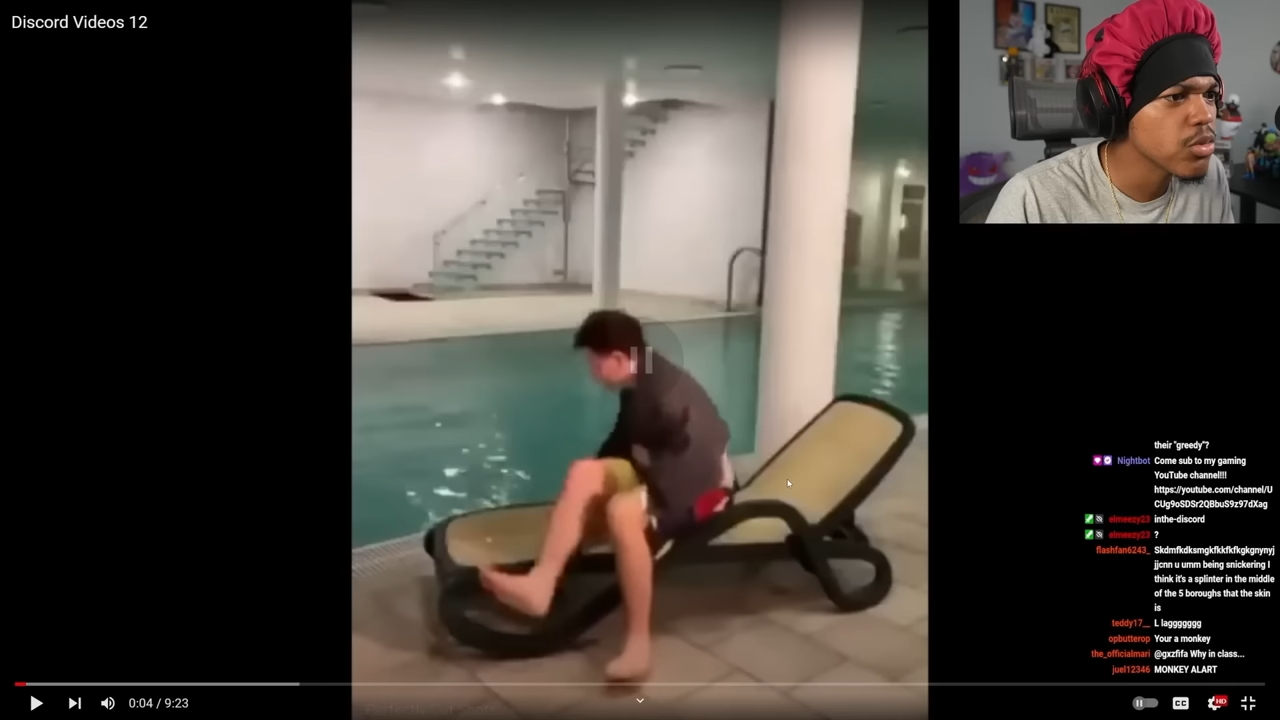 Discord Videos 12
their "greedy"?
Nightbot Come sub to my gaming
YouTube channel!!!
https://youtube.com/channel/U
CUg9oSDSr2QBbuS9z97dXag
elmeezy23 inthe-discord
elmeezy23 ?
flashfan6243_ Skdmfkdksmgkfkkfkfkgkgnynyj
jjcnn u umm being snickering I
think it's a splinter in the middle
of the 5 boroughs that the skin
is
teddy17__ L laggggggg
opbutterop Your a monkey
the_officialmari @gxzfifa Why in class...
juel12346 MONKEY ALART
0:04 / 9:23
CC
HD